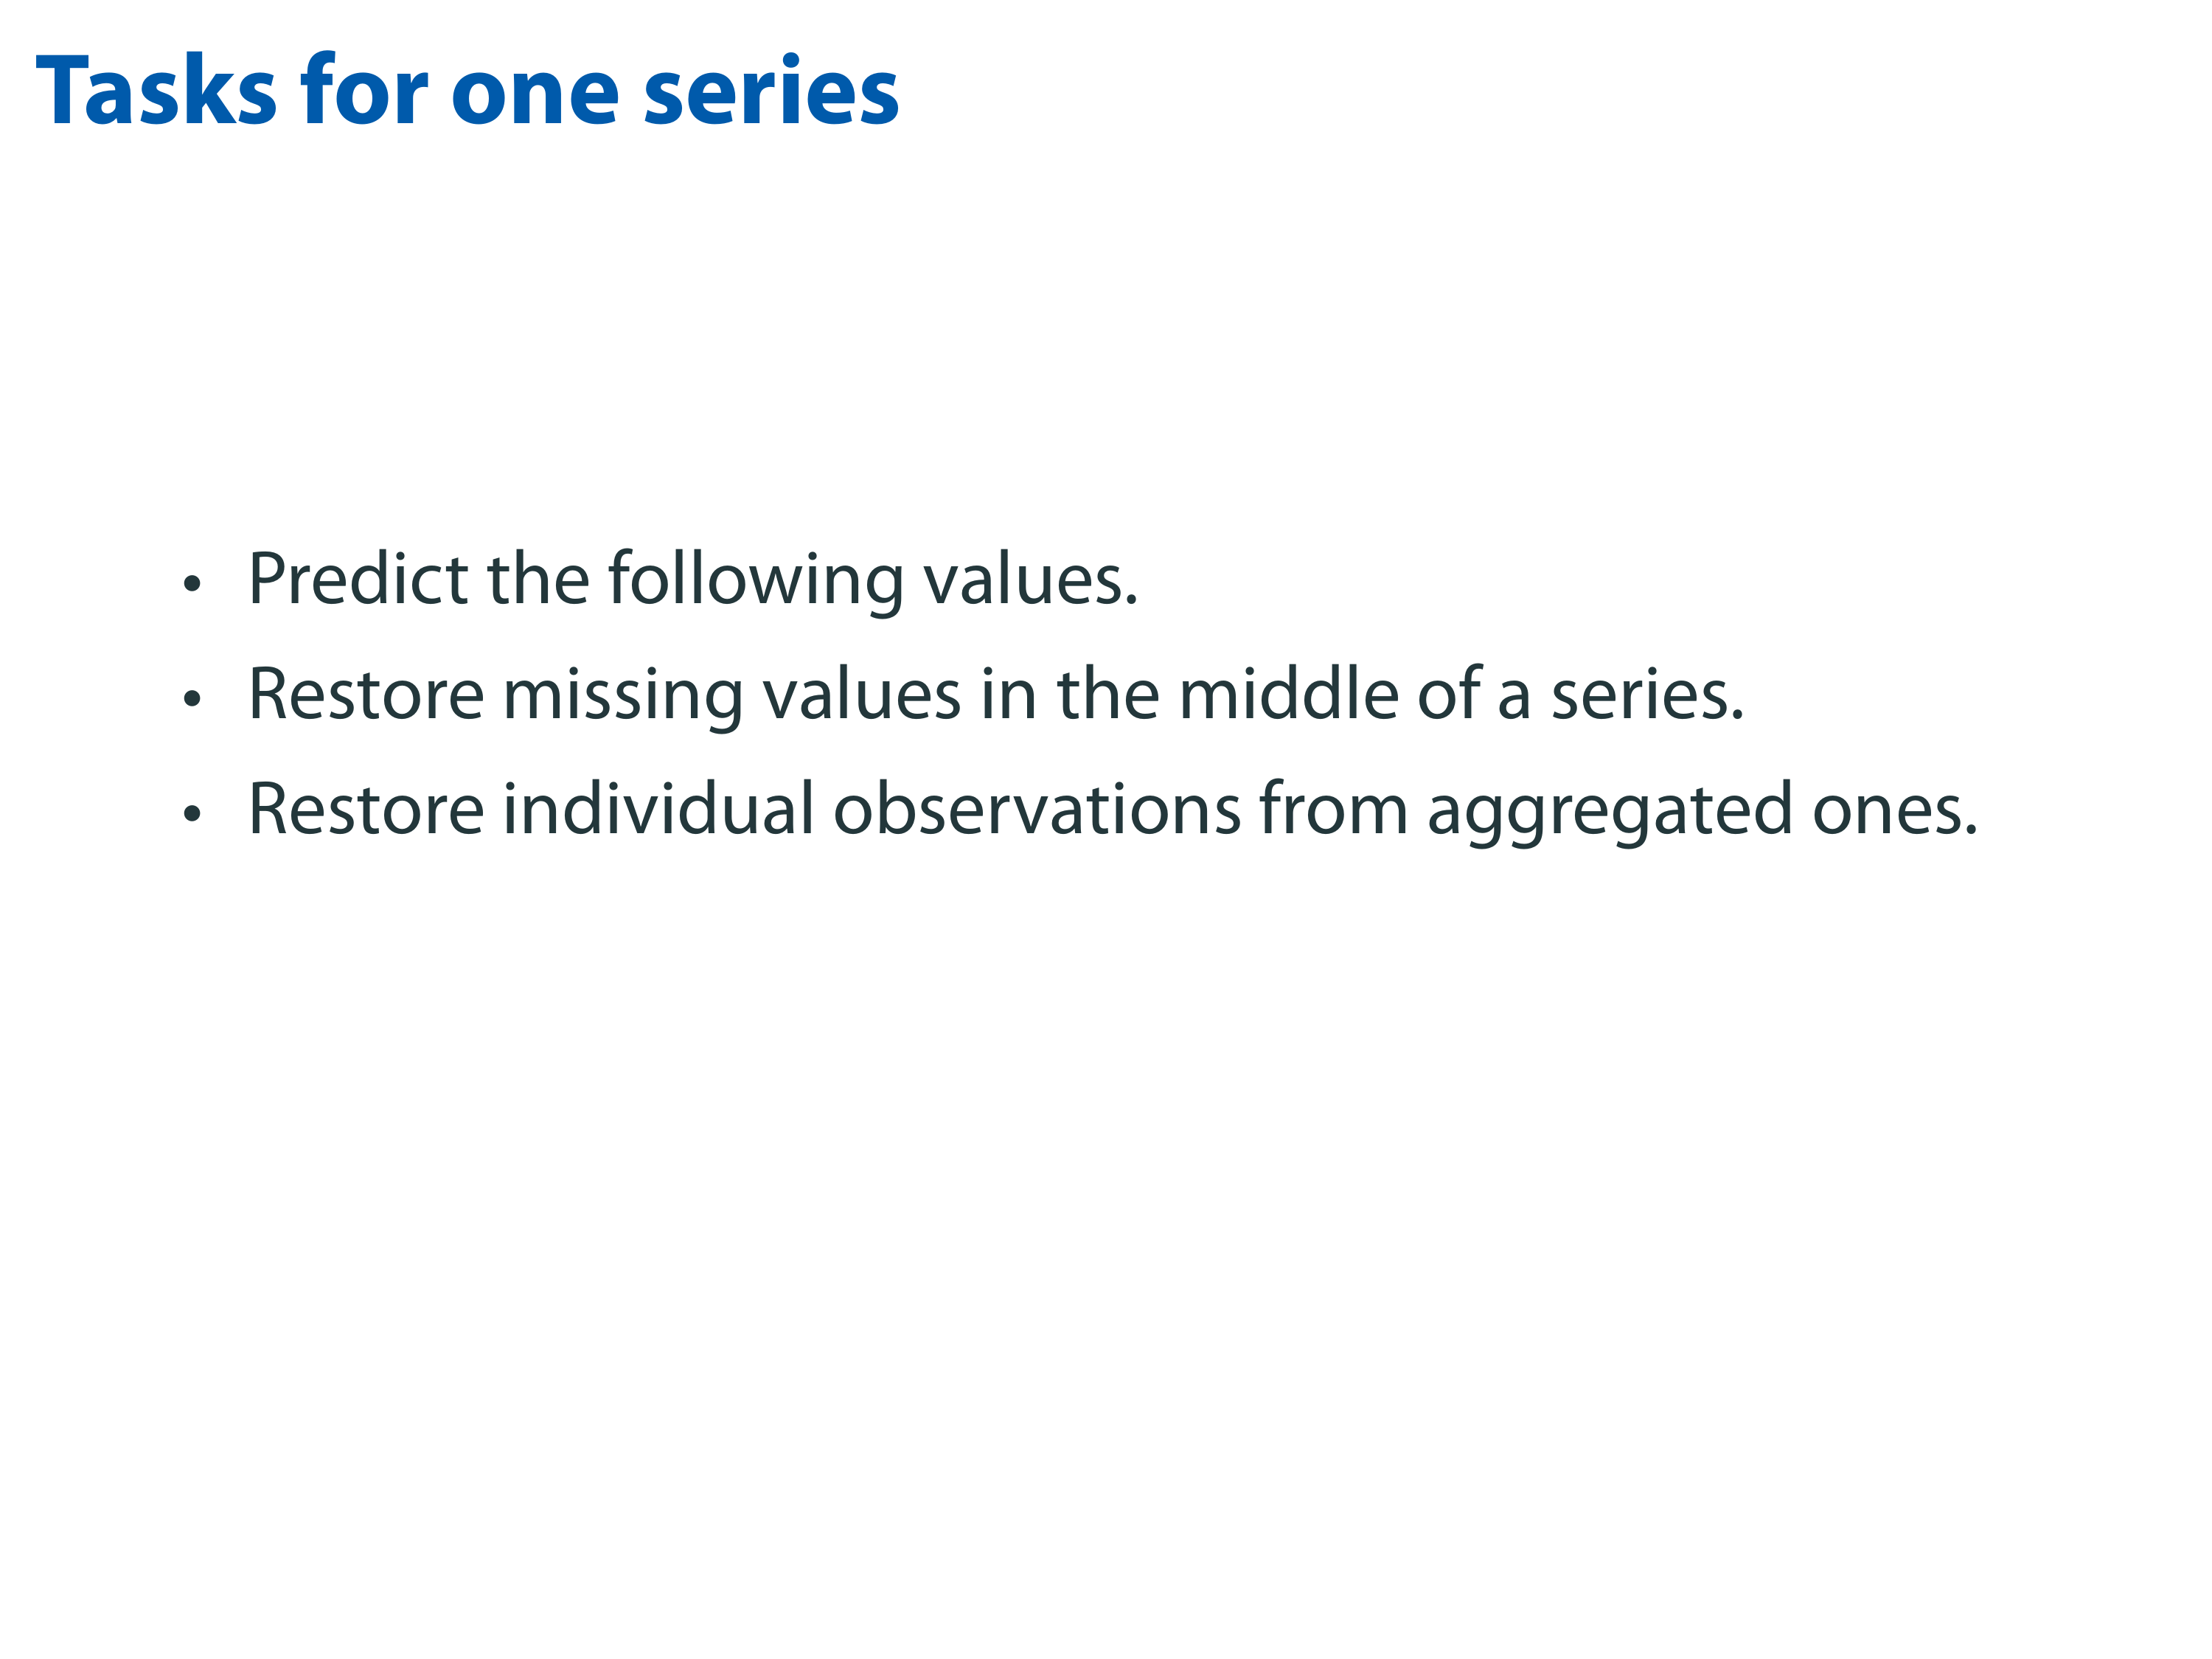 Tasks for one series
• Predict the following values.
• Restore missing values in the middle of a series.
• Restore individual observations from aggregated ones.